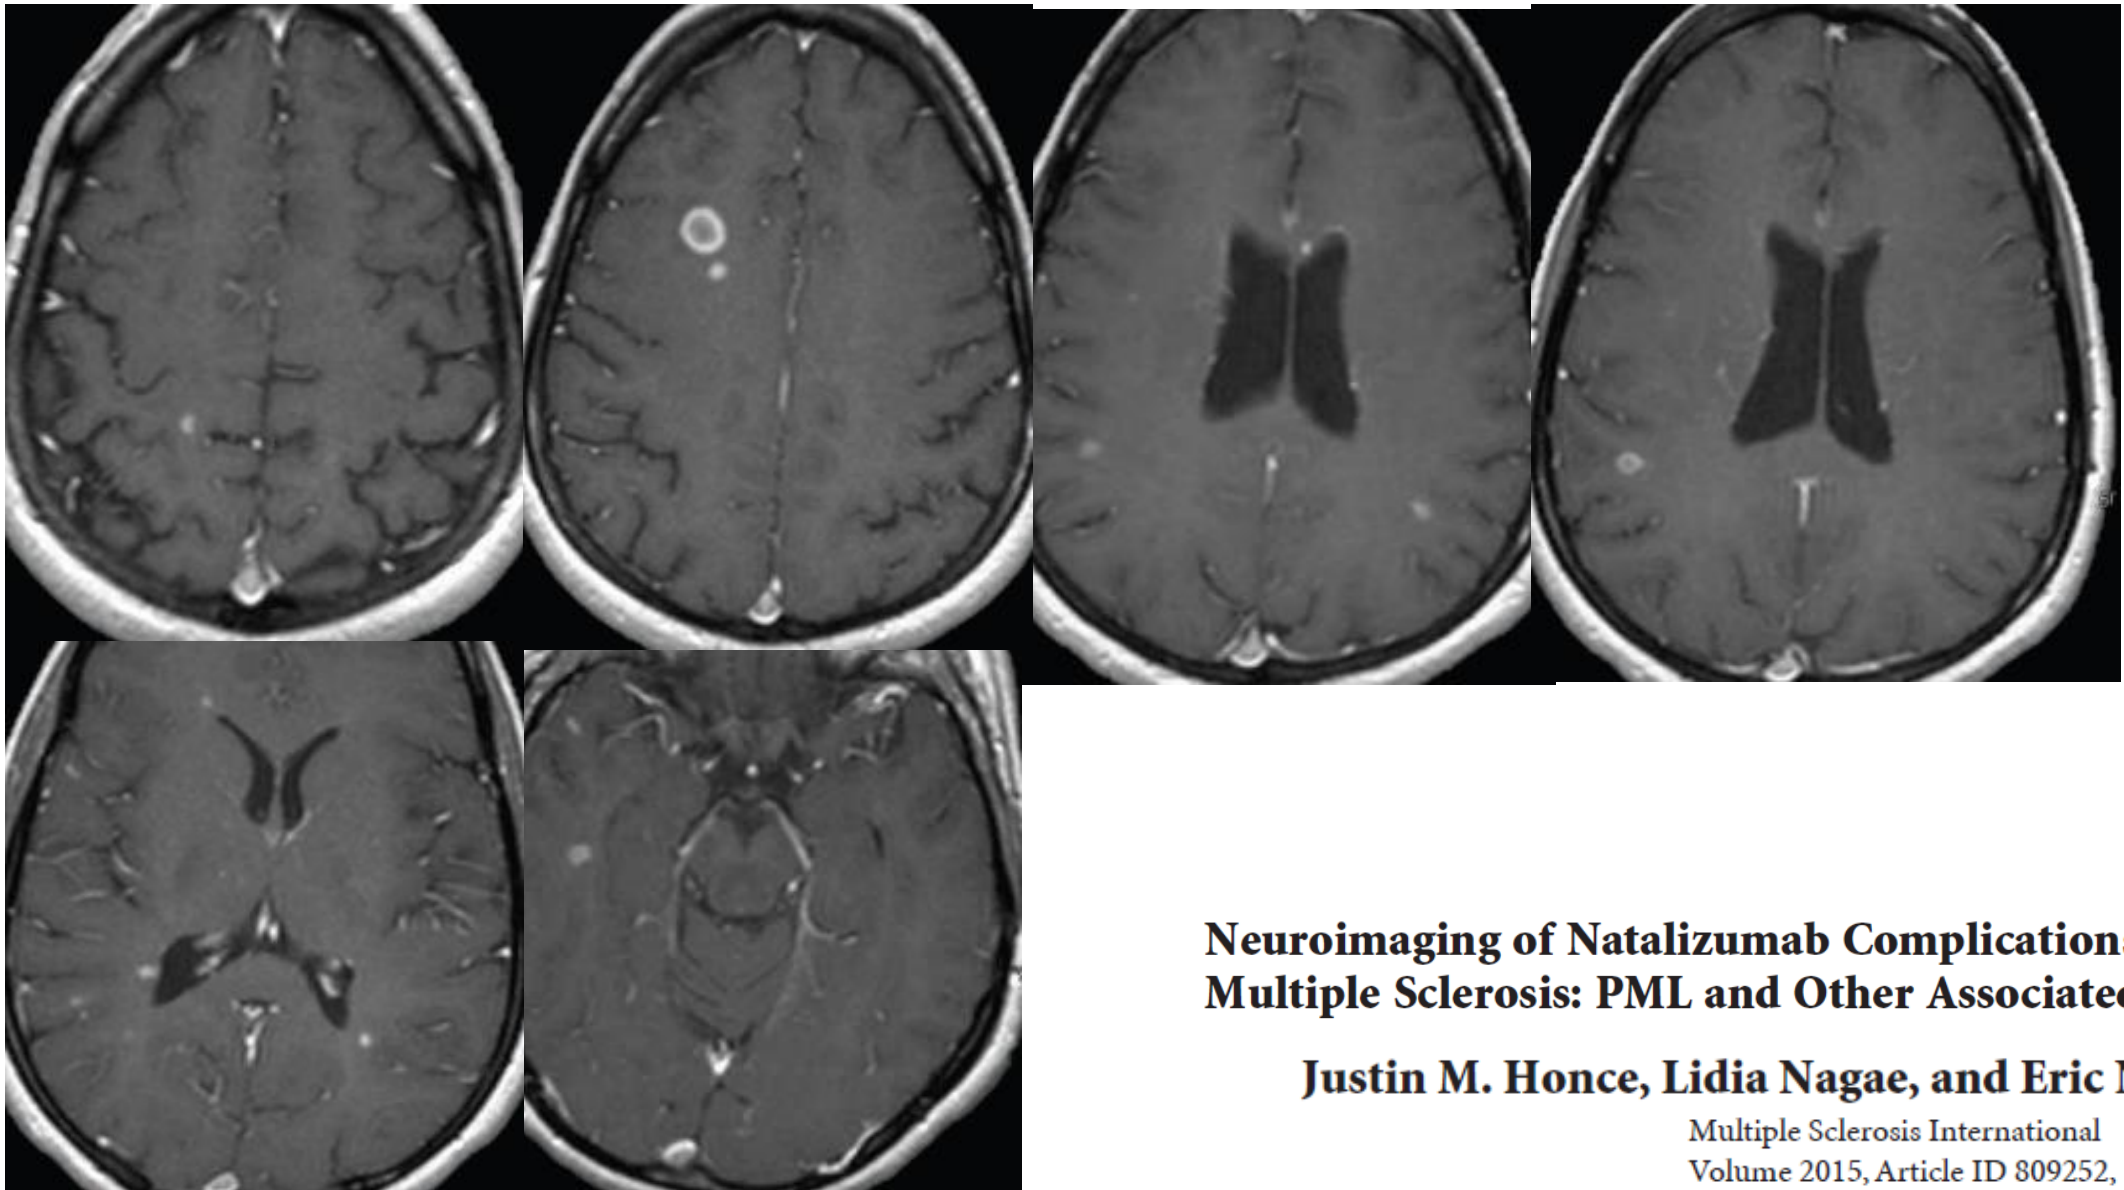 Neuroimaging of Natalizumab Complication
Multiple Sclerosis: PML and Other Associate
Justin M. Honce, Lidia Nagae, and Eric
Multiple Sclerosis International
Volume 2015, Article ID 809252,